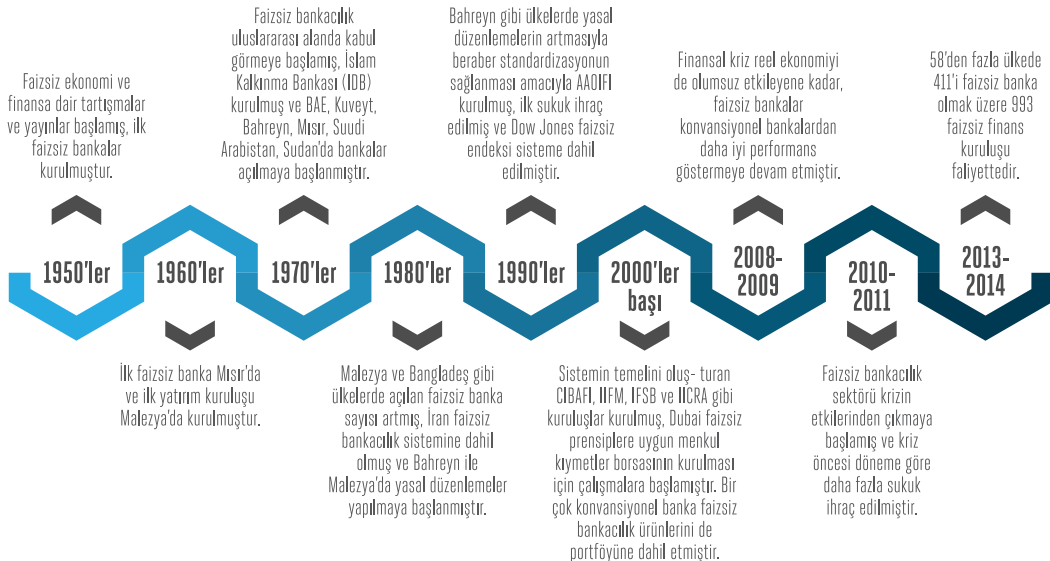 Faizsiz ekonomi ve
finansa dair tartışmalar
ve yayınlar başlamış, ilk
faizsiz bankalar
kurulmuştur.
1950'ler
1960'ler
İlk faizsiz banka Mısır'da
ve ilk yatırım kuruluşu
Malezya'da kurulmuştur.
Faizsiz bankacılık
uluslararası alanda kabul
görmeye başlamış, İslam
Kalkınma Bankası (IDB)
kurulmuş ve BAE, Kuveyt,
Bahreyn, Mısır, Suudi
Arabistan, Sudan'da bankalar
açılmaya başlanmıştır.
1970'ler
1980'ler
Malezya ve Bangladeş gibi
ülkelerde açılan faizsiz banka
sayısı artmış, İran faizsiz
bankacılık sistemine dahil
olmuş ve Bahreyn ile
Malezya'da yasal düzenlemeler
yapılmaya başlanmıştır.
Bahreyn gibi ülkelerde yasal
düzenlemelerin artmasıyla
beraber standardizasyonun
sağlanması amacıyla AAOIFI
kurulmuş, ilk sukuk ihraç
edilmiş ve Dow Jones faizsiz
endeksi sisteme dahil
edilmiştir.
1990'ler
2000'ler
başı
Sistemin temelini oluş- turan
CIBAFI, IIFM, IFSB ve IICRA gibi
kuruluşlar kurulmuş, Dubai faizsiz
prensiplere uygun menkul
kıymetler borsasının kurulması
için çalışmalara başlamıştır. Bir
çok konvansiyonel banka faizsiz
bankacılık ürünlerini de
portföyüne dahil etmiştir.
Finansal kriz reel ekonomiyi
de olumsuz etkileyene kadar,
faizsiz bankalar
konvansiyonel bankalardan
daha iyi performans
göstermeye devam etmiştir.
2008-
2009
2010-
2011
Faizsiz bankacılık
sektörü krizin
etkilerinden çıkmaya
başlamış ve kriz
öncesi döneme göre
daha fazla sukuk
ihraç edilmiştir.
58'den fazla ülkede
411'i faizsiz banka
olmak üzere 993
faizsiz finans
kuruluşu
faliyettedir.
2013-
2014